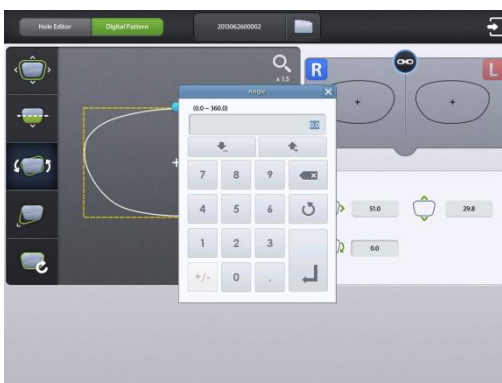 Hole Editor
Digital Pattern
2013062600002
x 1.5
R
L
Angle
X
(0.0 – 360.0)
0.0
7 8 9
4 5 6
1 2 3
+/- 0 .
51.0
29.8
0.0